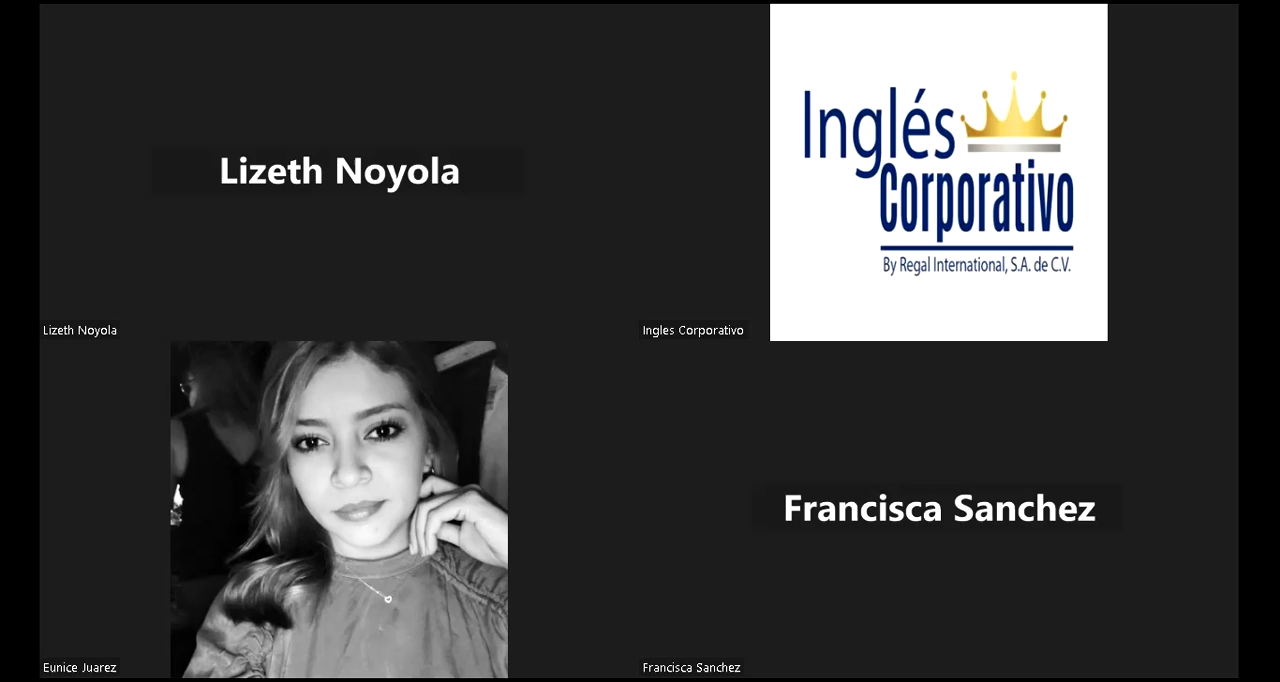 Lizeth Noyola
Lizeth Noyola
Inglés
Corporativo
By Regal International, S.A. de C.V.
Ingles Corporativo
Eunice Juarez
Francisca Sanchez
Francisca Sanchez